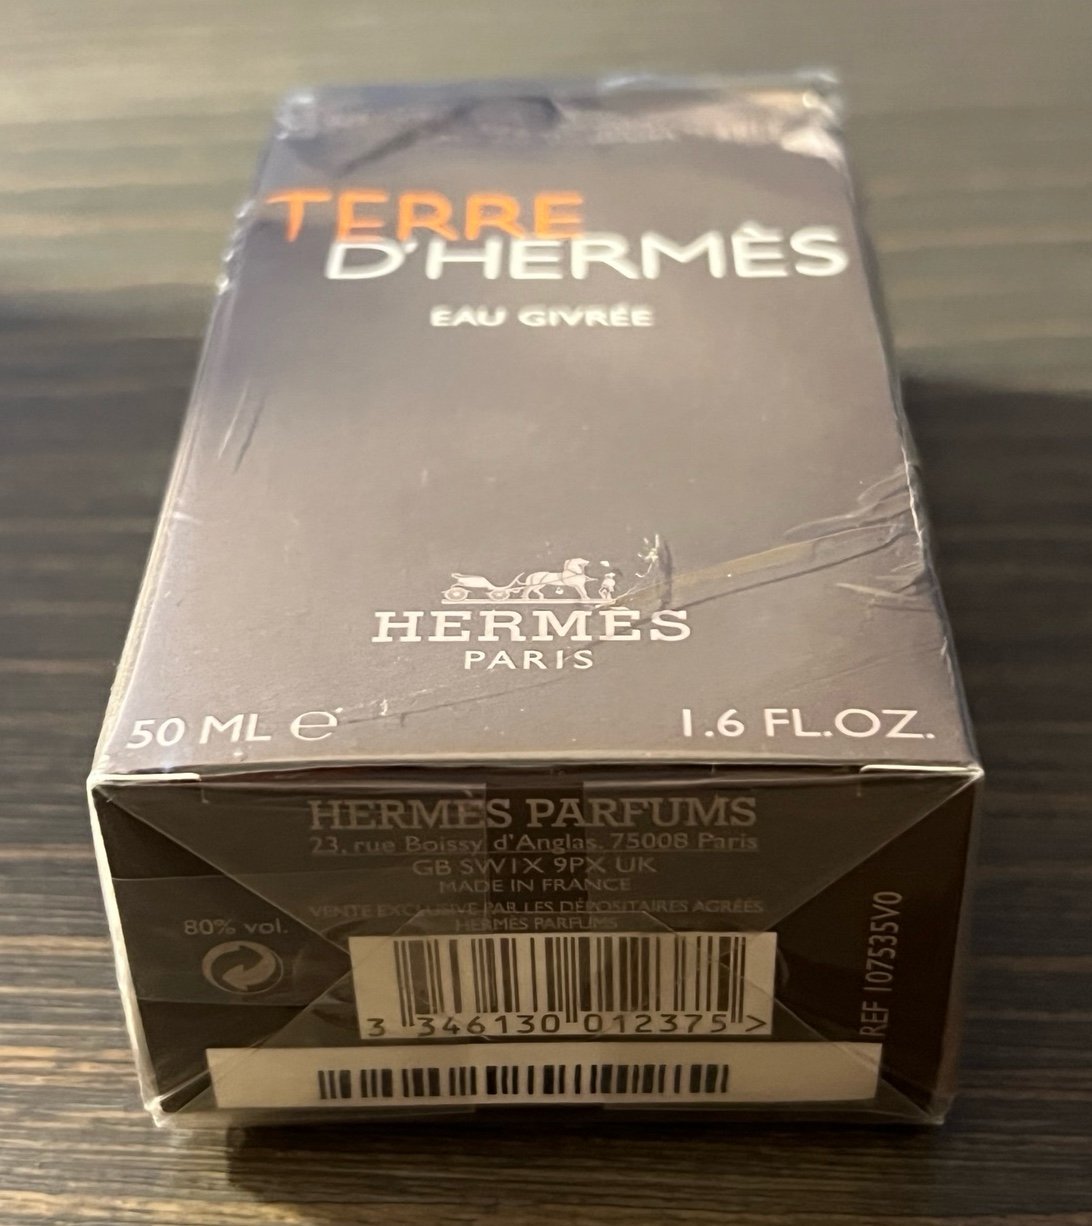 TERRE
D'HERMÈS
EAU GIVRÉE
HERMÈS
PARIS
50 ML ℮
1.6 FL.OZ.
HERMÈS PARFUMS
23, rue Boissy d'Anglas, 75008 Paris
GB SW1X 9PX UK
MADE IN FRANCE
VENTE EXCLUSIVE PAR LES DÉPOSITAIRES AGRÉÉS
HERMÈS PARFUMS
80% vol.
REF 107535V0
3 346130 012375 >